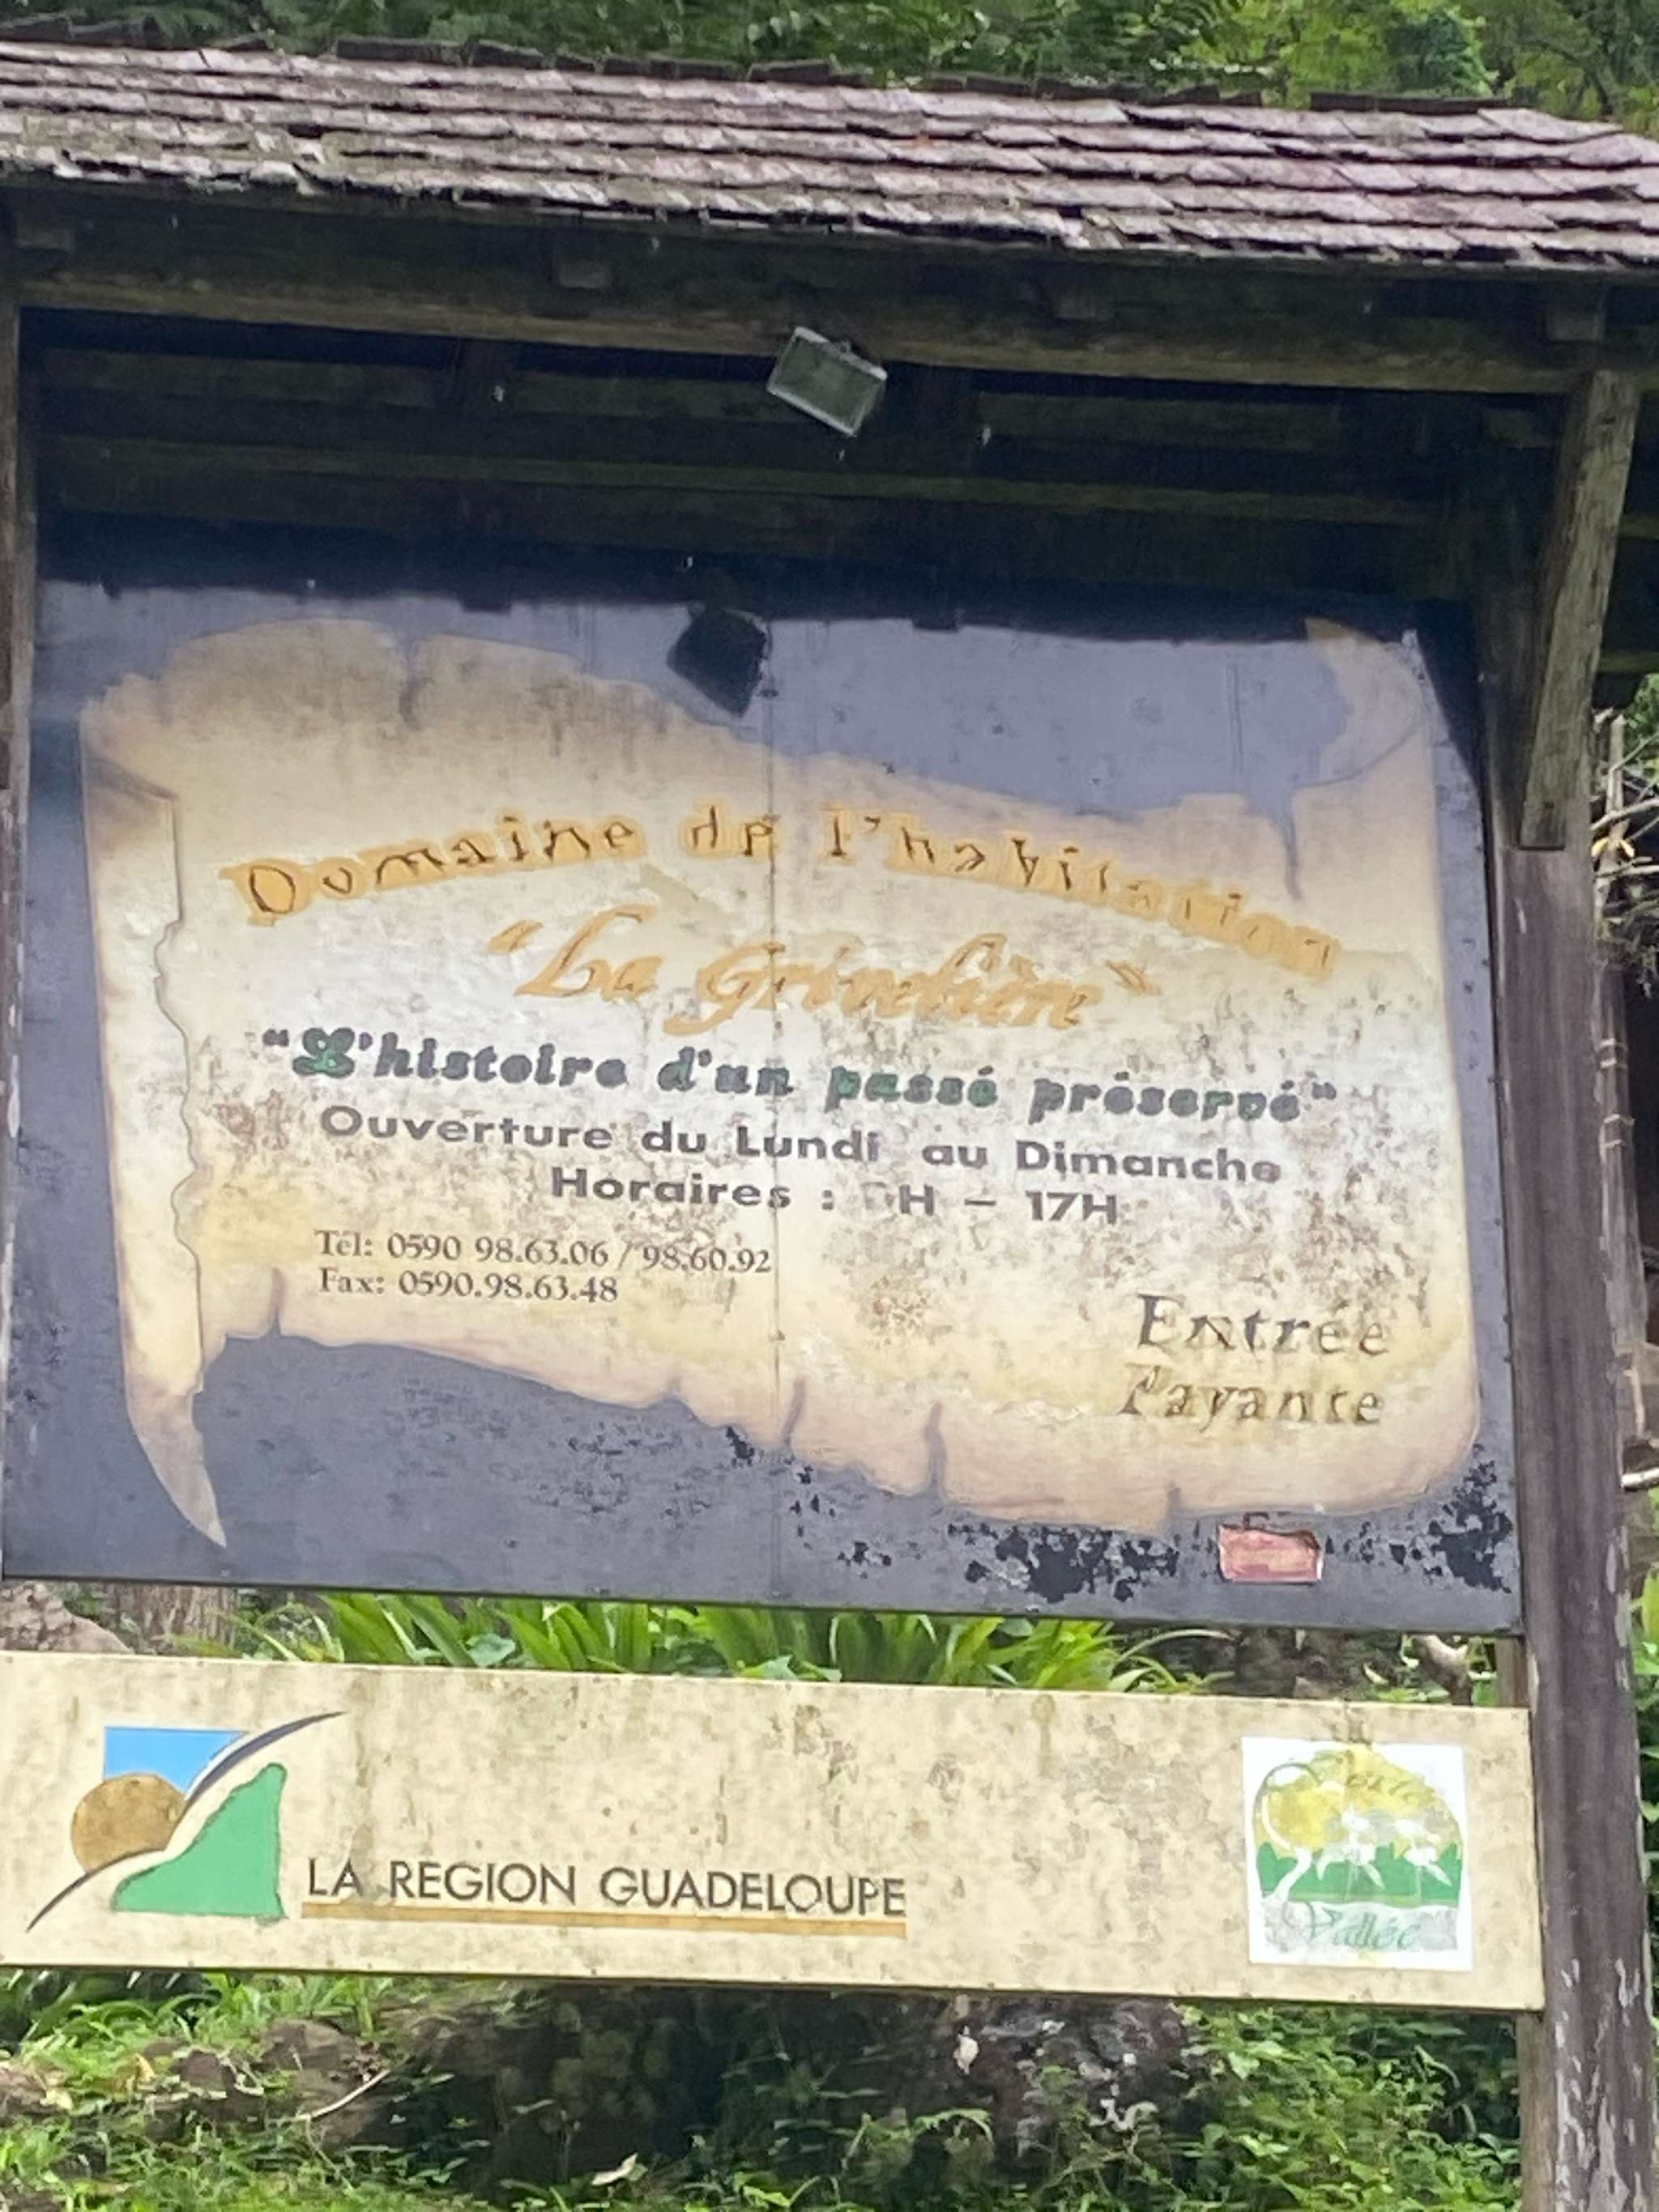 Domaine de l'habitation
"La Grivelière"
"L'histoire d'un passé préservé"
Ouverture du Lundi au Dimanche
Horaires : H – 17H
Tél: 0590 98.63.06 / 98.60.92
Fax: 0590.98.63.48
Entrée
Payante
LA REGION GUADELOUPE
Vallée